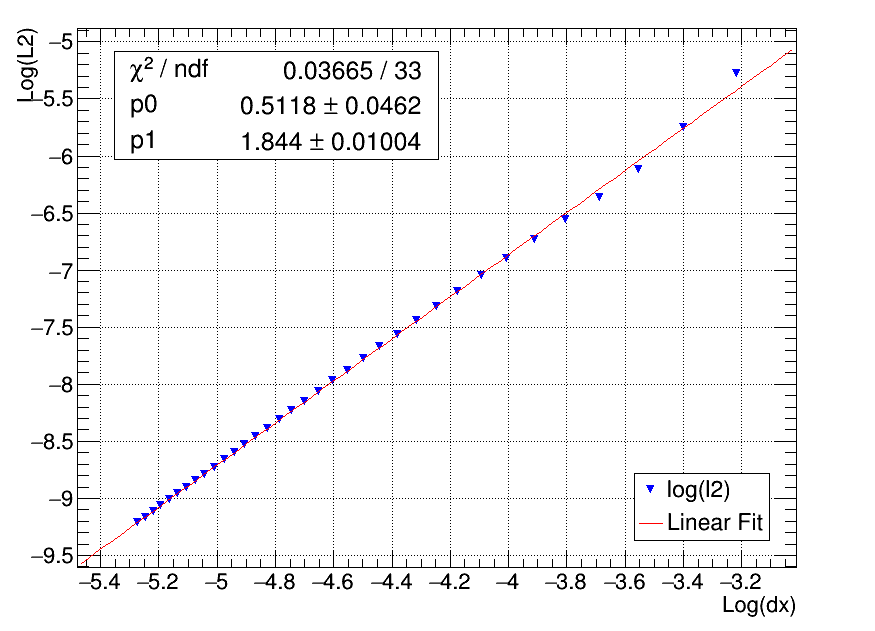 Log(L2)
−5
−5.5
−6
−6.5
−7
−7.5
−8
−8.5
−9
−9.5
χ² / ndf 0.03665 / 33
p0 0.5118 ± 0.0462
p1 1.844 ± 0.01004
log(l2)
Linear Fit
−5.4 −5.2 −5 −4.8 −4.6 −4.4 −4.2 −4 −3.8 −3.6 −3.4 −3.2
Log(dx)